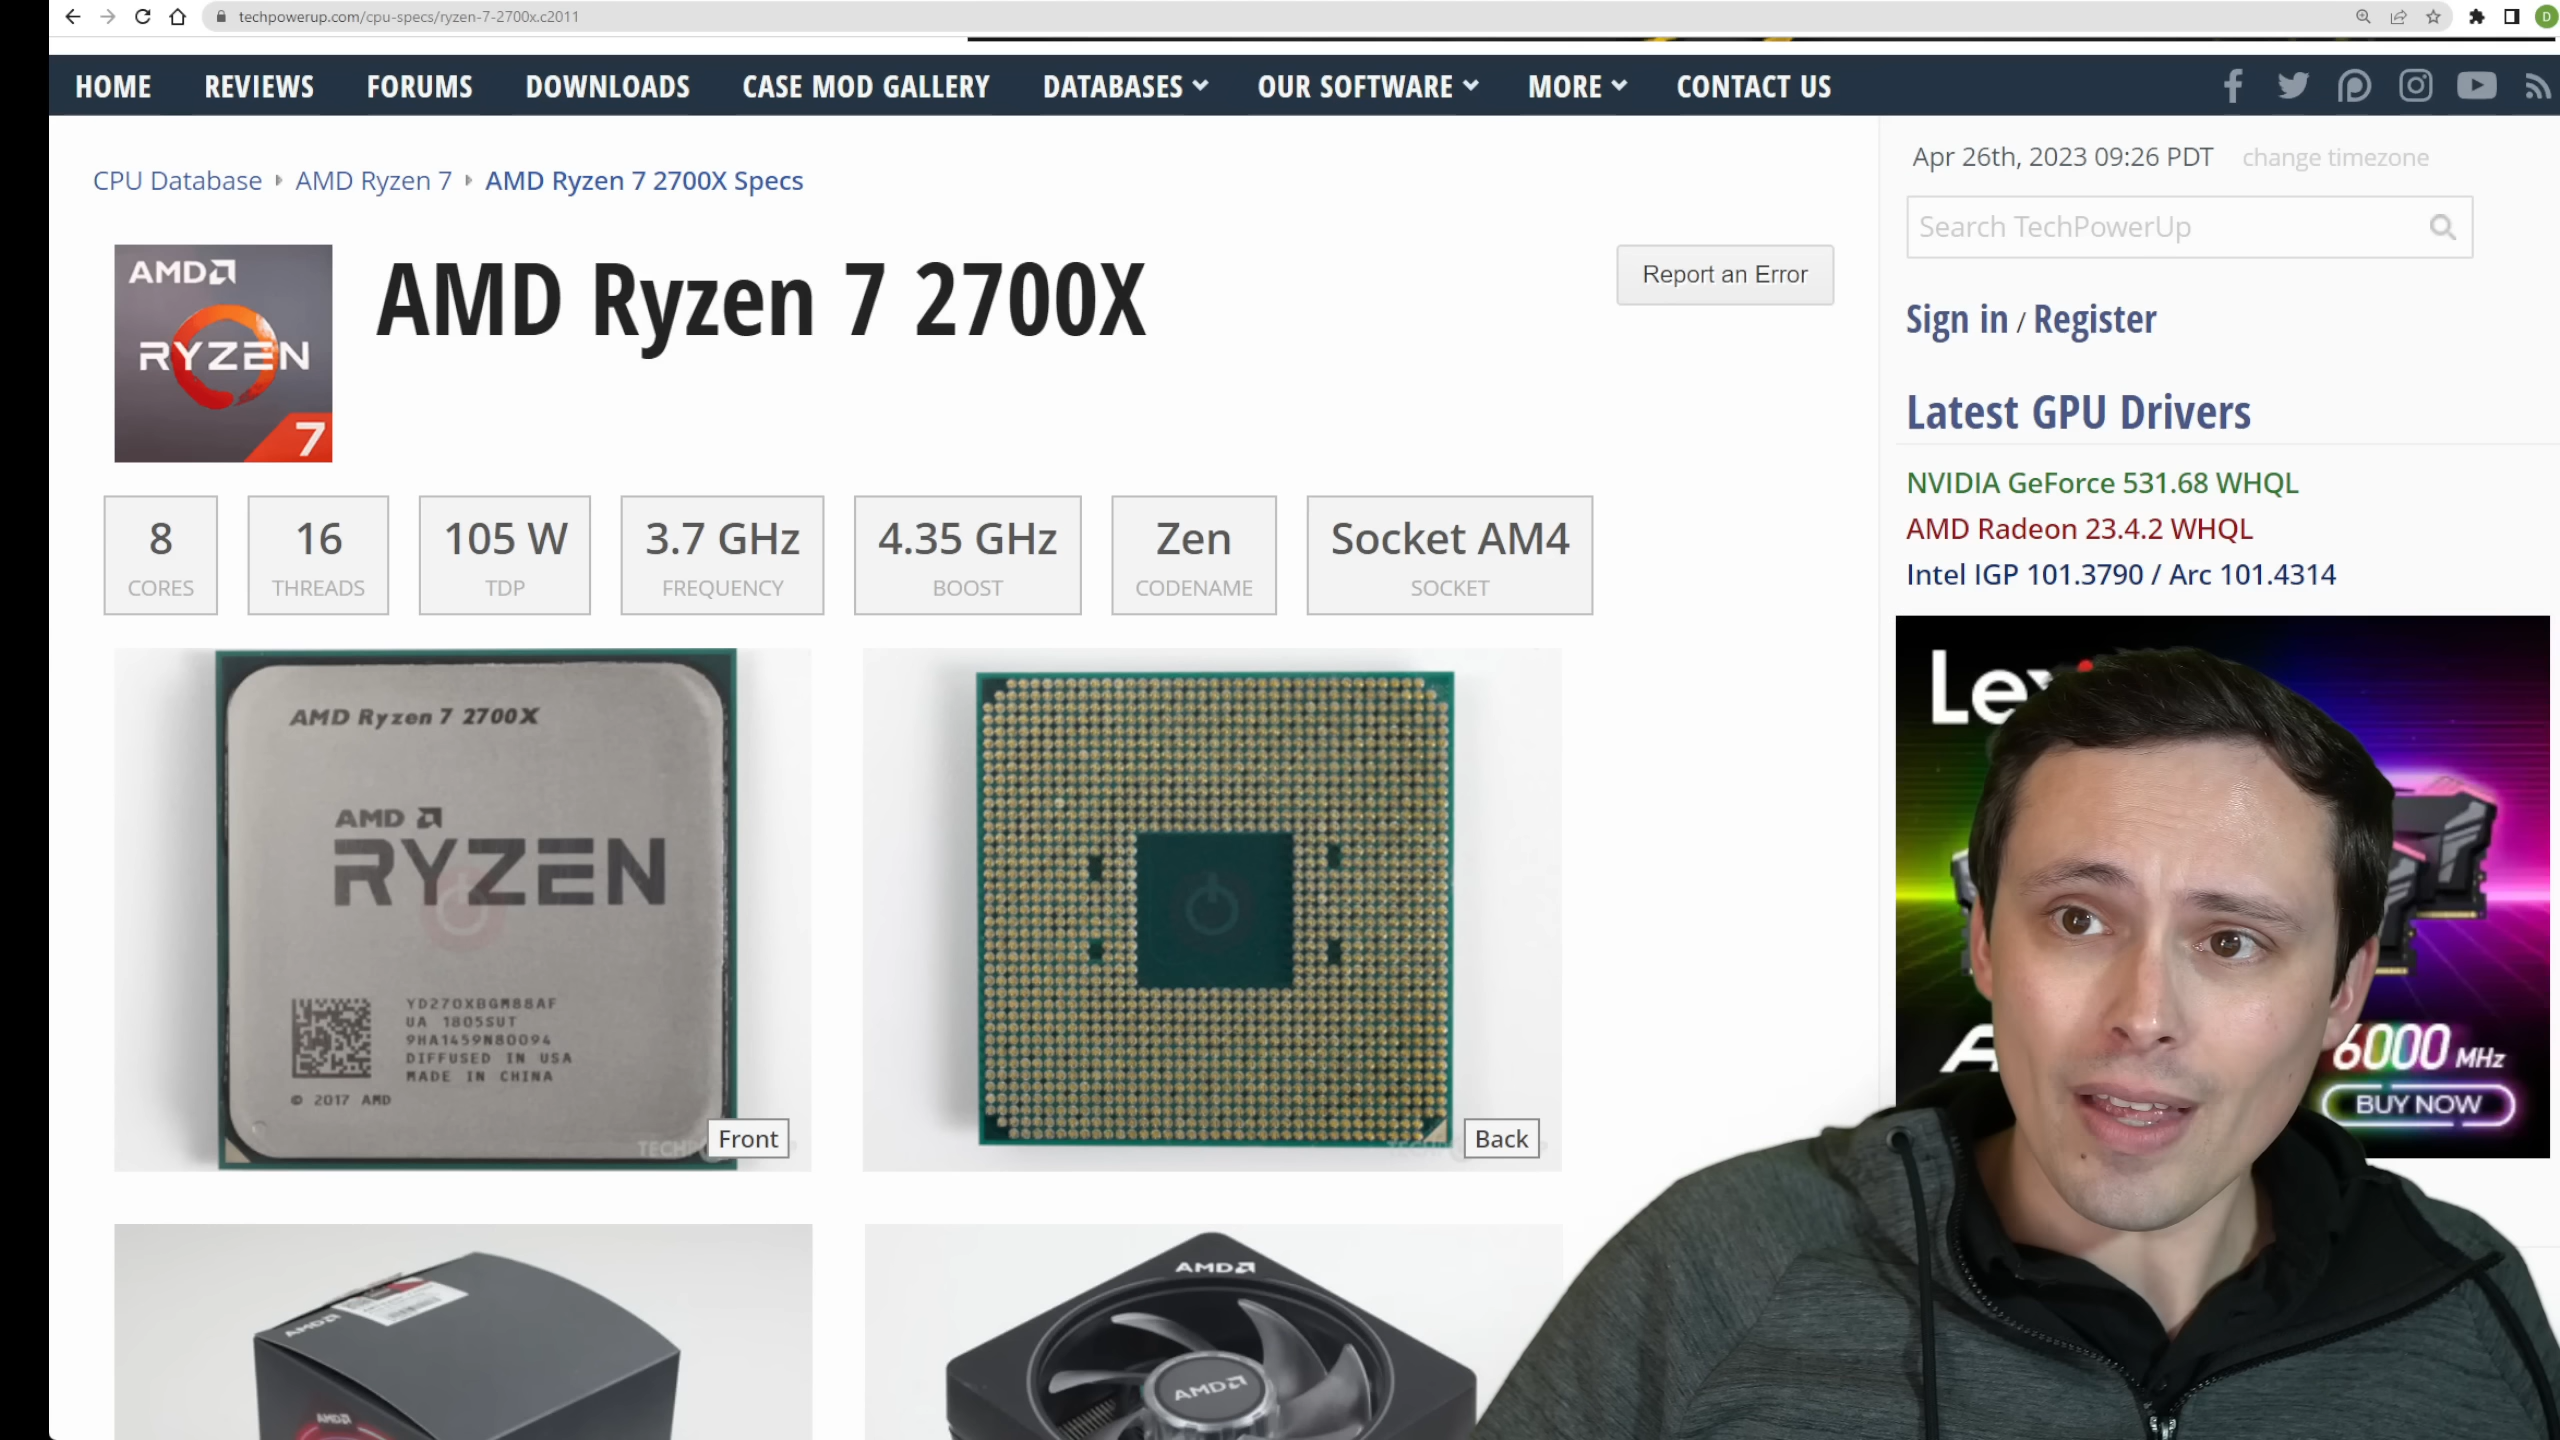 techpowerup.com/cpu-specs/ryzen-7-2700x.c2011
D
HOME REVIEWS FORUMS DOWNLOADS CASE MOD GALLERY DATABASES OUR SOFTWARE MORE CONTACT US
CPU Database AMD Ryzen 7 AMD Ryzen 7 2700X Specs
AMD
RYZEN
7
AMD Ryzen 7 2700X
Report an Error
8
CORES
16
THREADS
105 W
TDP
3.7 GHz
FREQUENCY
4.35 GHz
BOOST
Zen
CODENAME
Socket AM4
SOCKET
AMD Ryzen 7 2700X
AMD
RYZEN
YD270XBGM88AF
UA 1805SUT
9HA1459N80094
DIFFUSED IN USA
MADE IN CHINA
© 2017 AMD
Front
Back
AMD
AMD
AMD
AMD
Apr 26th, 2023 09:26 PDT change timezone
Search TechPowerUp
Sign in / Register
Latest GPU Drivers
NVIDIA GeForce 531.68 WHQL
AMD Radeon 23.4.2 WHQL
Intel IGP 101.3790 / Arc 101.4314
6000 MHz
BUY NOW